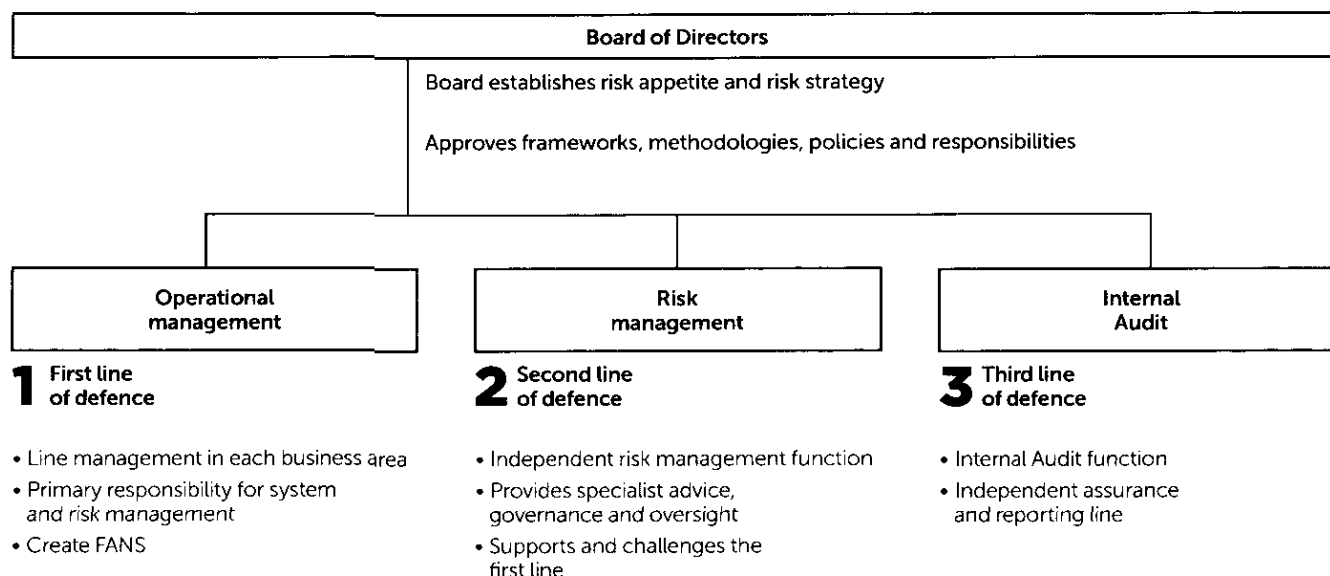 Board of Directors
Board establishes risk appetite and risk strategy
Approves frameworks, methodologies, policies and responsibilities
Operational
management
1 First line
of defence
• Line management in each business area
• Primary responsibility for system
and risk management
• Create FANS
Risk
management
2 Second line
of defence
• Independent risk management function
• Provides specialist advice,
governance and oversight
• Supports and challenges the
first line
Internal
Audit
3 Third line
of defence
• Internal Audit function
• Independent assurance
and reporting line